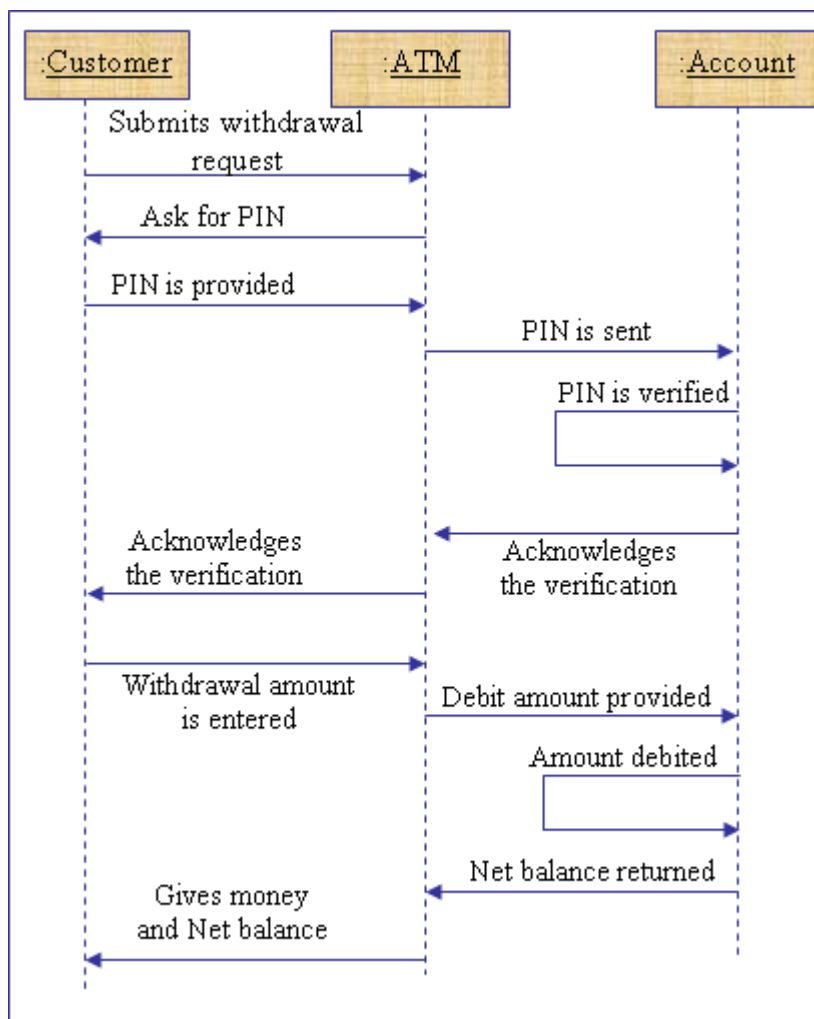 :Customer
:ATM
:Account
Submits withdrawal
request
Ask for PIN
PIN is provided
PIN is sent
PIN is verified
Acknowledges
the verification
Acknowledges
the verification
Withdrawal amount
is entered
Debit amount provided
Amount debited
Net balance returned
Gives money
and Net balance